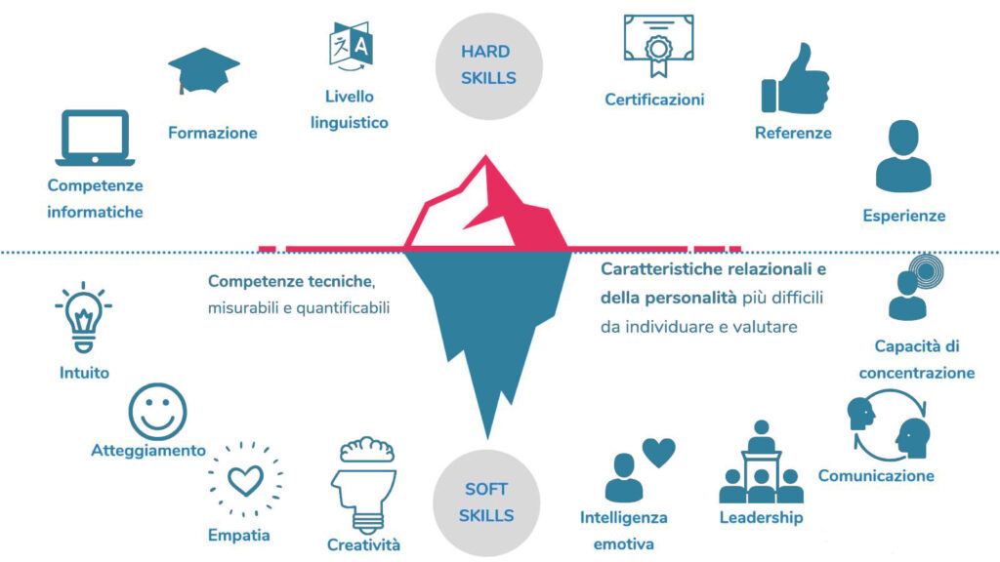 HARD
SKILLS
Livello
linguistico
Formazione
Competenze
informatiche
Certificazioni
Referenze
Esperienze
Competenze tecniche,
misurabili e quantificabili
Caratteristiche relazionali e
della personalità più difficili
da individuare e valutare
Intuito
Atteggiamento
Empatia
Creatività
SOFT
SKILLS
Intelligenza
emotiva
Leadership
Comunicazione
Capacità di
concentrazione
文 A